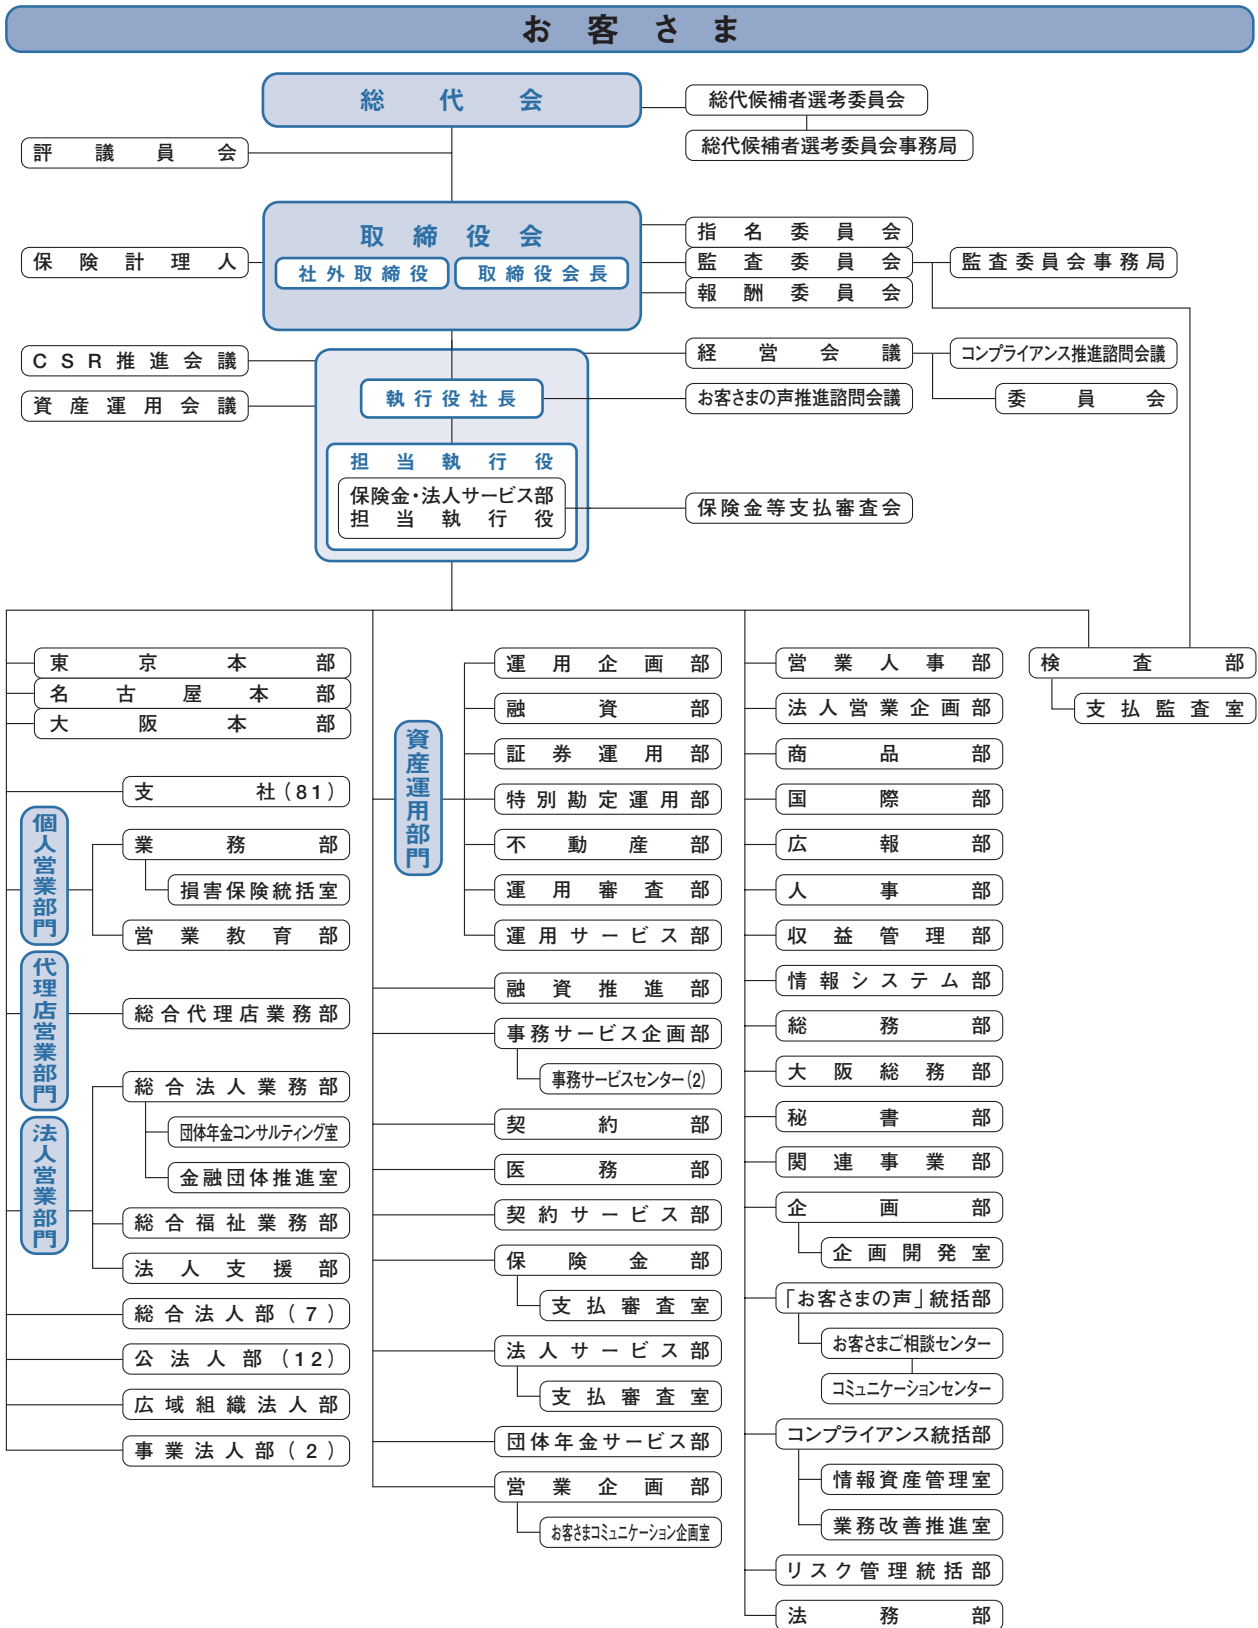 お客さま
総代会
総代候補者選考委員会
総代候補者選考委員会事務局
評議員会
取締役会
社外取締役
取締役会長
保険計理人
指名委員会
監査委員会
報酬委員会
監査委員会事務局
CSR推進会議
資産運用会議
執行役社長
経営会議
コンプライアンス推進諮問会議
お客さまの声推進諮問会議
委員会
担当執行役
保険金・法人サービス部
担当執行役
保険金等支払審査会
東京本部
名古屋本部
大阪本部
支社(81)
個人営業部門
業務部
損害保険統括室
営業教育部
代理店営業部門
総合代理店業務部
法人営業部門
総合法人業務部
団体年金コンサルティング室
金融団体推進室
総合福祉業務部
法人支援部
総合法人部(7)
公法人部(12)
広域組織法人部
事業法人部(2)
資産運用部門
運用企画部
融資部
証券運用部
特別勘定運用部
不動産部
運用審査部
運用サービス部
融資推進部
事務サービス企画部
事務サービスセンター(2)
契約部
医務部
契約サービス部
保険金部
支払審査室
法人サービス部
支払審査室
団体年金サービス部
営業企画部
お客さまコミュニケーション企画室
営業人事部
法人営業企画部
商品部
国際部
広報部
人事部
収益管理部
情報システム部
総務部
大阪総務部
秘書部
関連事業部
企画部
企画開発室
「お客さまの声」統括部
お客さまご相談センター
コミュニケーションセンター
コンプライアンス統括部
情報資産管理室
業務改善推進室
リスク管理統括部
法務部
検査部
支払監査室